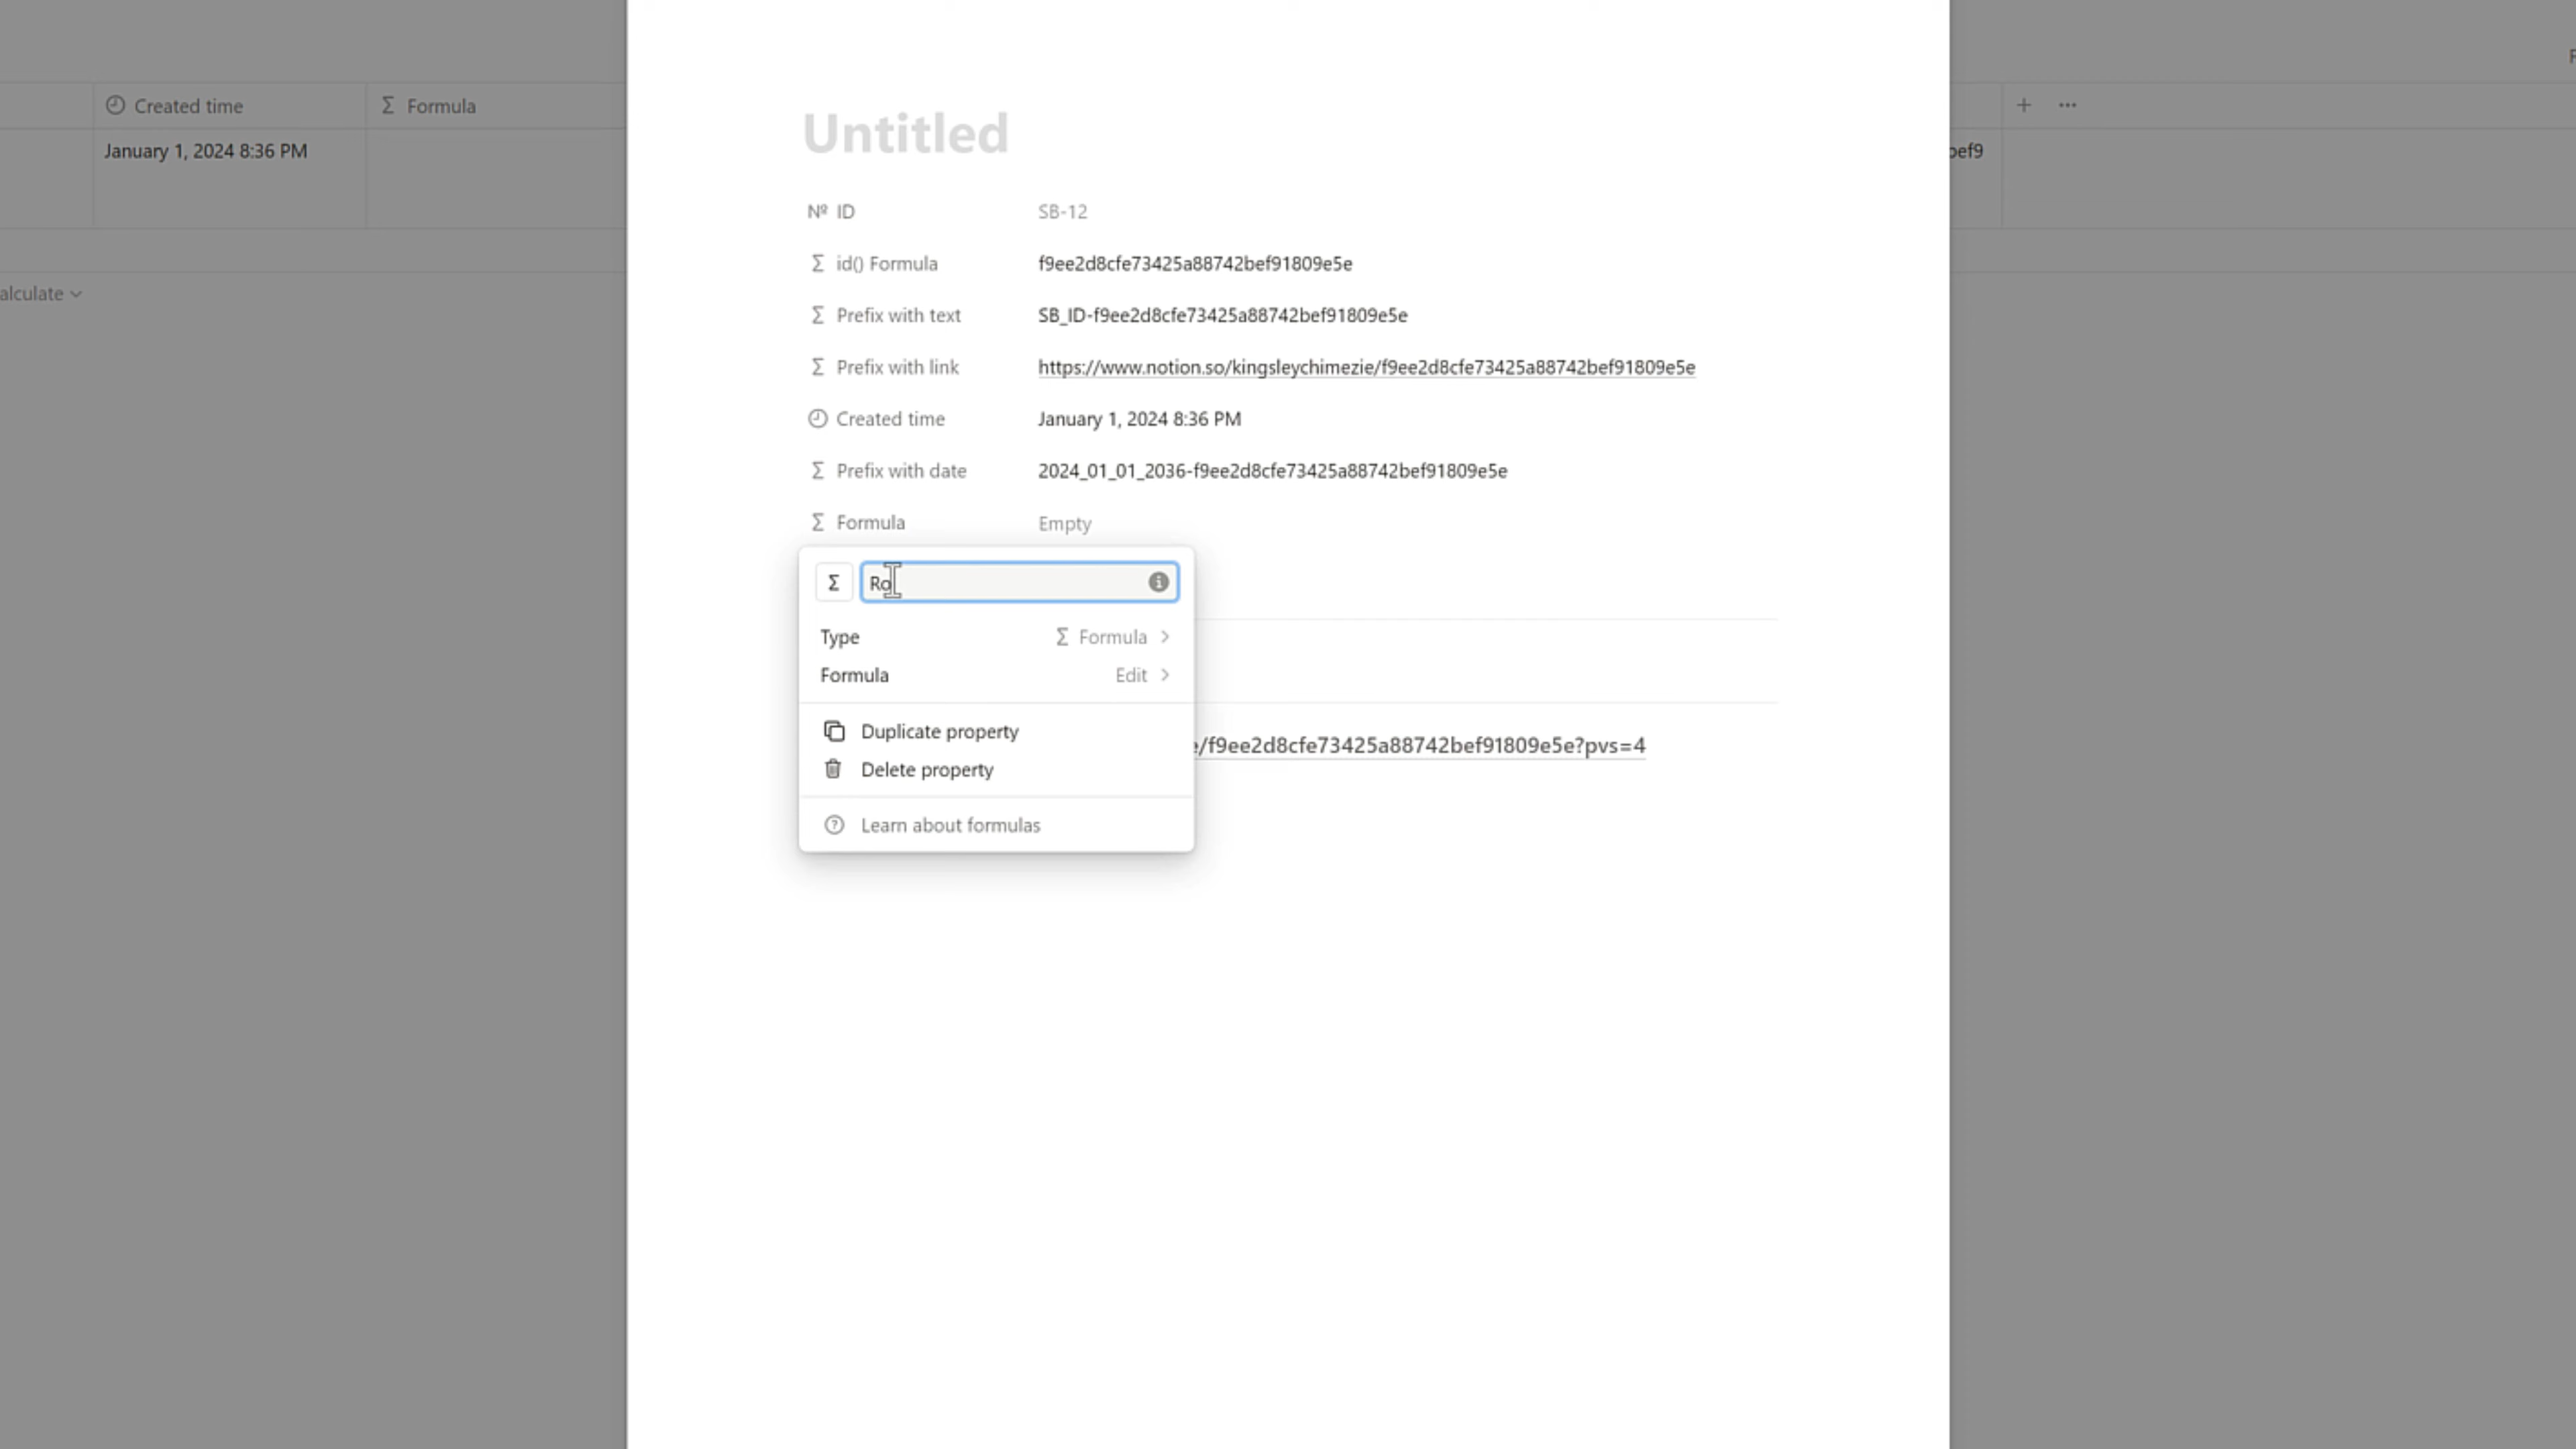 Created time
Σ Formula
January 1, 2024 8:36 PM
alculate
Untitled
Nº ID SB-12
Σ id() Formula f9ee2d8cfe73425a88742bef91809e5e
Σ Prefix with text SB_ID-f9ee2d8cfe73425a88742bef91809e5e
Σ Prefix with link https://www.notion.so/kingsleychimezie/f9ee2d8cfe73425a88742bef91809e5e
Created time January 1, 2024 8:36 PM
Σ Prefix with date 2024_01_01_2036-f9ee2d8cfe73425a88742bef91809e5e
Σ Formula Empty
Σ Ro
Type Σ Formula
Formula Edit
Duplicate property
Delete property
Learn about formulas
e/f9ee2d8cfe73425a88742bef91809e5e?pvs=4
bef9